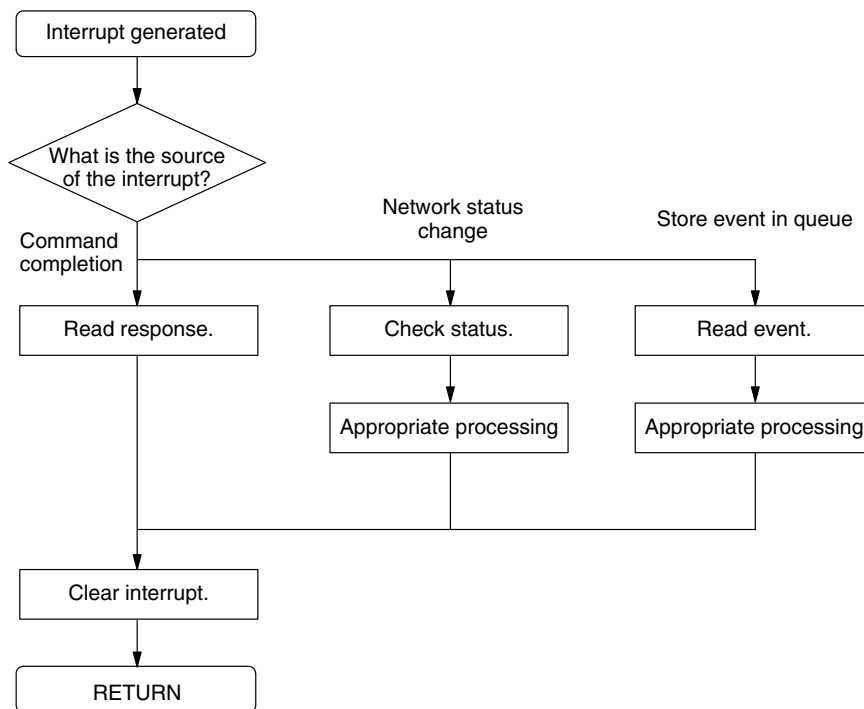 Interrupt generated
What is the source
of the interrupt?
Command
completion
Network status
change
Store event in queue
Read response.
Check status.
Read event.
Appropriate processing
Appropriate processing
Clear interrupt.
RETURN